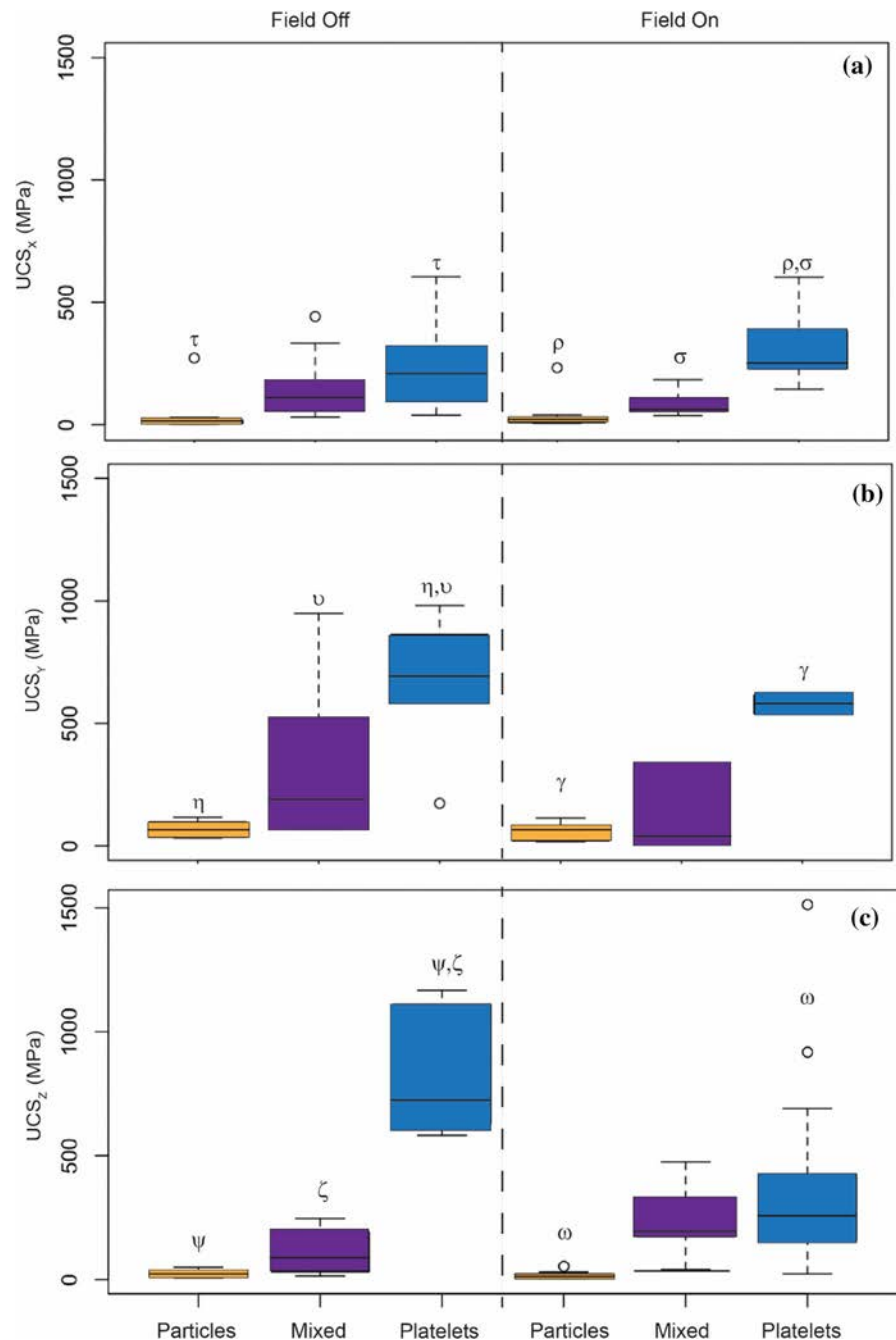 Field Off Field On
(a)
1500
1000
500
0
UCSX (MPa)
τ
τ
ρ
σ
ρ,σ
(b)
1500
1000
500
0
UCSY (MPa)
η
υ
η,υ
γ
γ
(c)
1500
1000
500
0
UCSZ (MPa)
ψ
ζ
ψ,ζ
ω
ω
Particles Mixed Platelets Particles Mixed Platelets